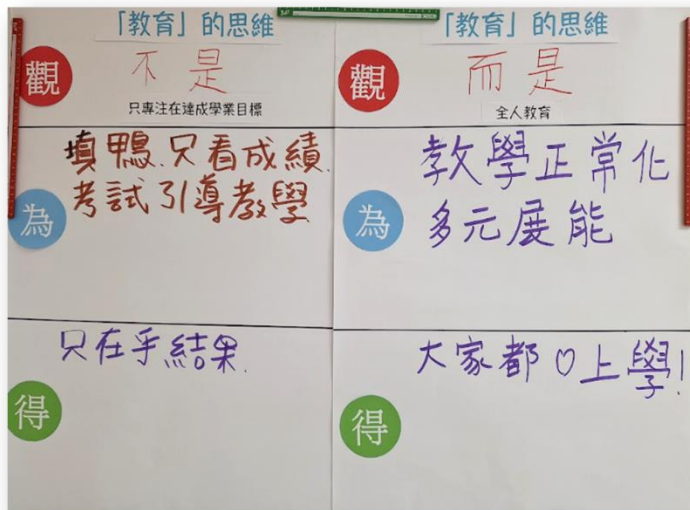 「教育」的思維
觀
不是
只專注在達成學業目標
為
填鴨、只看成績、
考試引導教學
得
只在乎結果.
「教育」的思維
觀
而是
全人教育
為
教學正常化
多元展能
得
大家都♡上學!